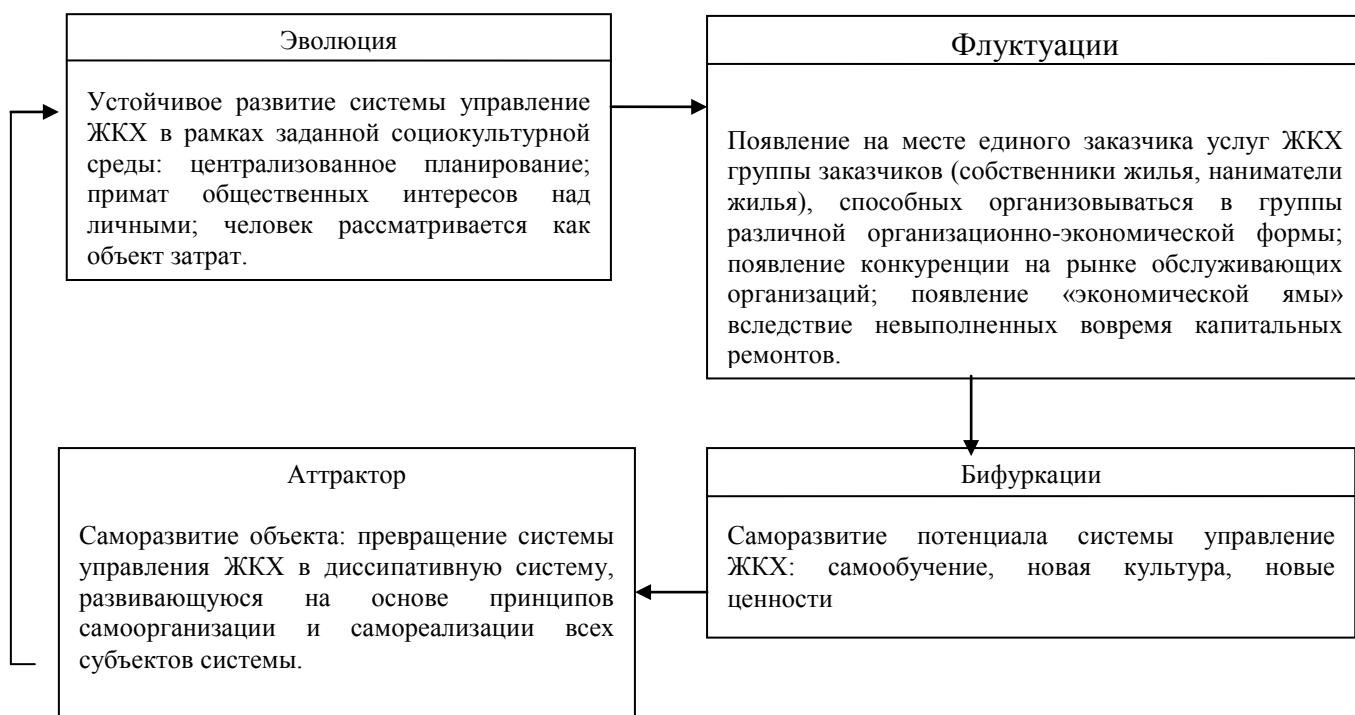 Эволюция
Устойчивое развитие системы управление
ЖКХ в рамках заданной социокультурной
среды: централизованное планирование;
примат общественных интересов над
личными; человек рассматривается как
объект затрат.
Флуктуации
Появление на месте единого заказчика услуг ЖКХ
группы заказчиков (собственники жилья, наниматели
жилья), способных организовываться в группы
различной организационно-экономической формы;
появление конкуренции на рынке обслуживающих
организаций; появление «экономической ямы»
вследствие невыполненных вовремя капитальных
ремонтов.
Аттрактор
Саморазвитие объекта: превращение системы
управления ЖКХ в диссипативную систему,
развивающуюся на основе принципов
самоорганизации и самореализации всех
субъектов системы.
Бифуркации
Саморазвитие потенциала системы управление
ЖКХ: самообучение, новая культура, новые
ценности